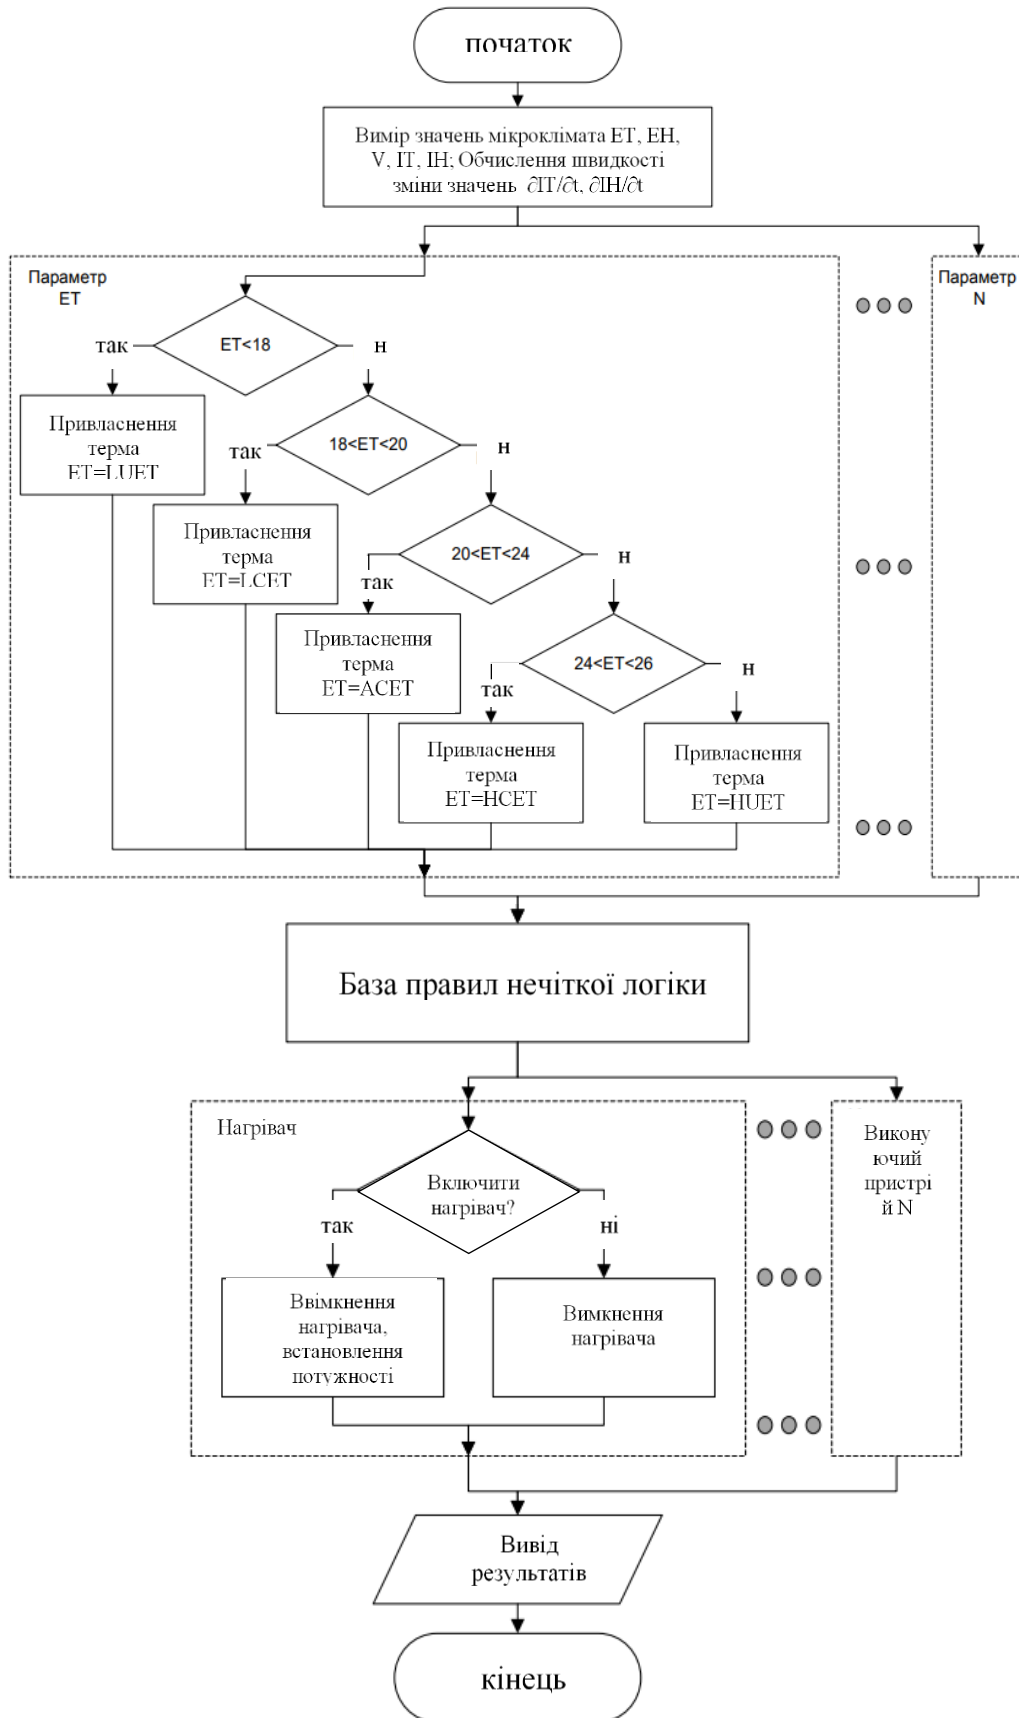 початок
Вимір значень мікроклімата ET, EH,
V, IT, IH; Обчислення швидкості
зміни значень ∂IT/∂t, ∂IH/∂t
Параметр
ET
Параметр
N
ET<18
так
н
Привласнення
терма
ET=LUET
18<ET<20
так
н
Привласнення
терма
ET=LCET
20<ET<24
так
н
Привласнення
терма
ET=ACET
24<ET<26
так
н
Привласнення
терма
ET=HCET
Привласнення
терма
ET=HUET
База правил нечіткої логіки
Нагрівач
Включити
нагрівач?
так
ні
Ввімкнення
нагрівача,
встановлення
потужності
Вимкнення
нагрівача
Викону
ючий
пристрі
й N
Вивід
результатів
кінець